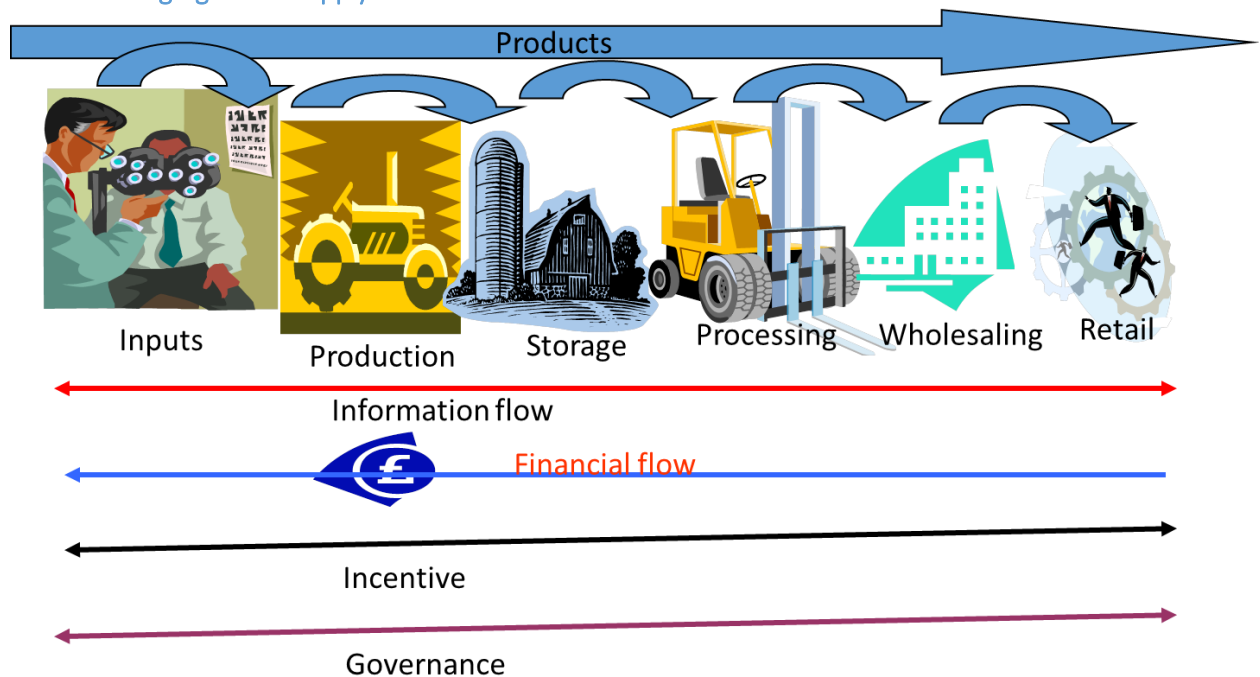 Products
Inputs
Production
Storage
Processing
Wholesaling
Retail
Information flow
£
Financial flow
Incentive
Governance